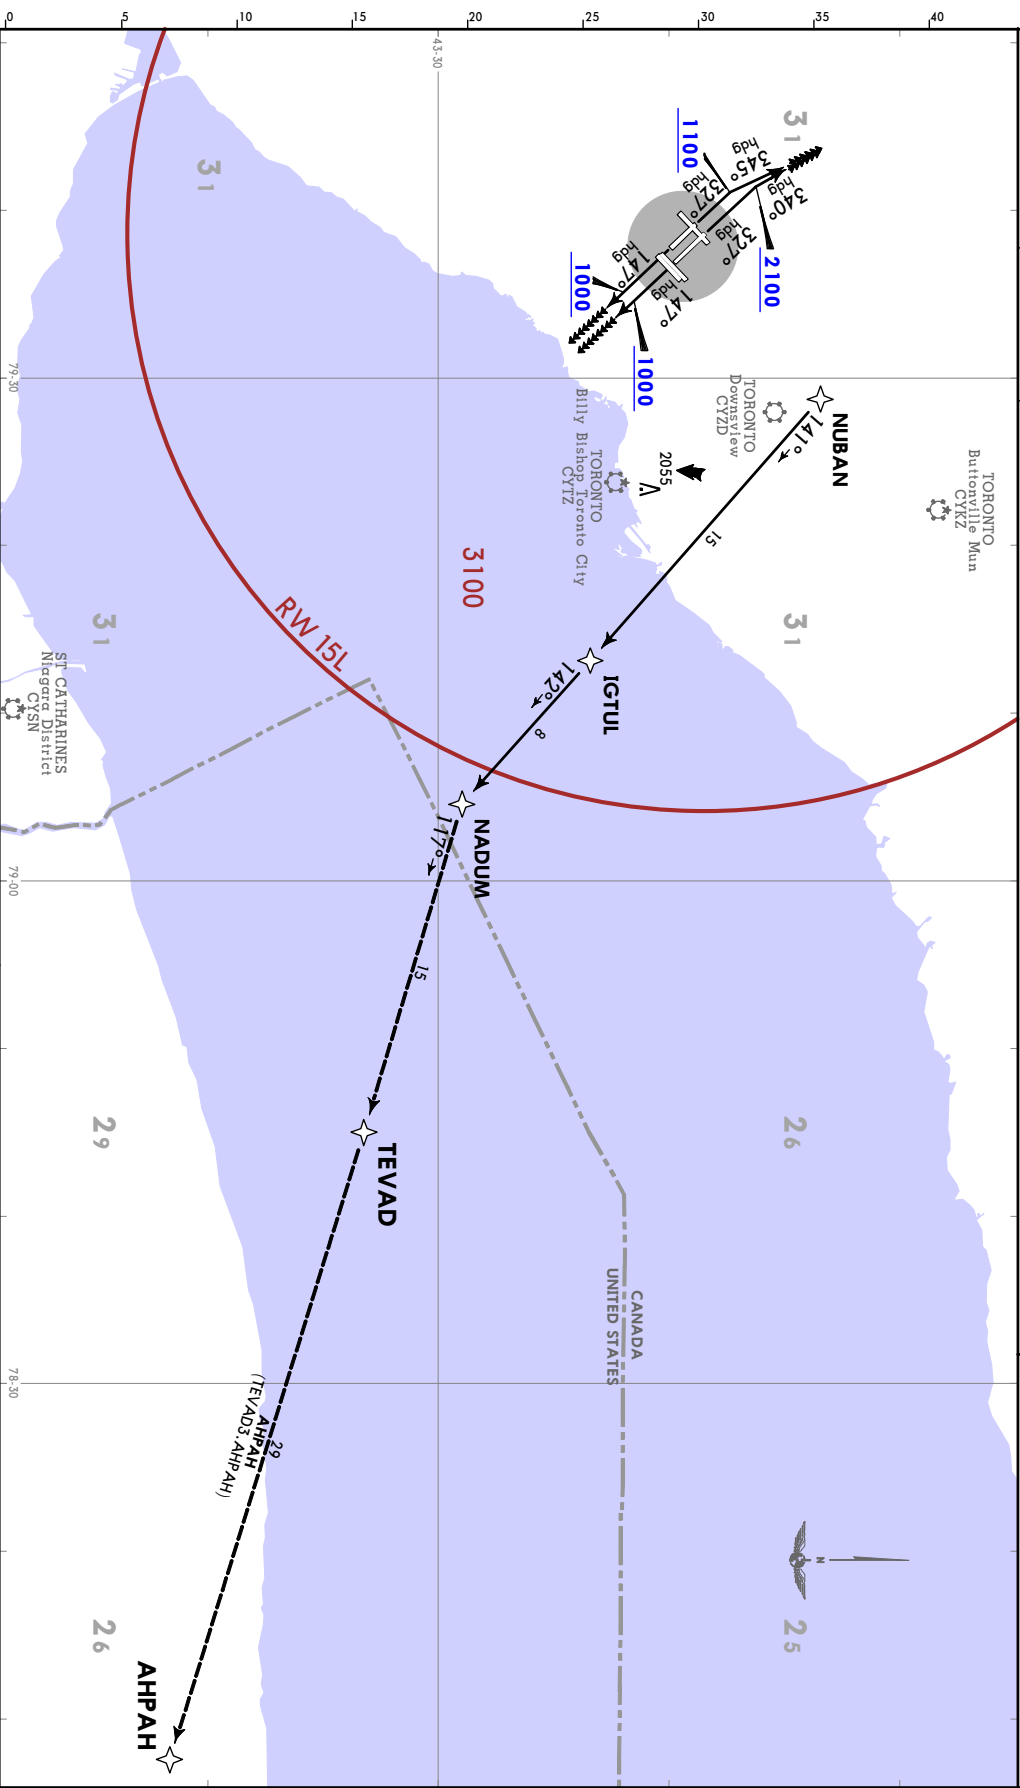 0
5
10
15
20
25
30
35
40
43-30
31
31
1100
hdg
345°
hdg
340°
hdg
327°
hdg
327°
2100
1000
hdg
147°
hdg
147°
1000
79-30
NUBAN
141°
15
TORONTO
Downsview
CYZD
TORONTO
Buttonville Mun
CYKZ
2055
TORONTO
Billy Bishop Toronto City
CYTZ
3100
RW 15L
31
31
IGTUL
142°
8
ST CATHARINES
Niagara District
CYSN
NADUM
117°
15
79-00
29
26
TEVAD
CANADA
UNITED STATES
78-30
29
AHPAH
(TEVAD3.AHPAH)
N
26
25
AHPAH